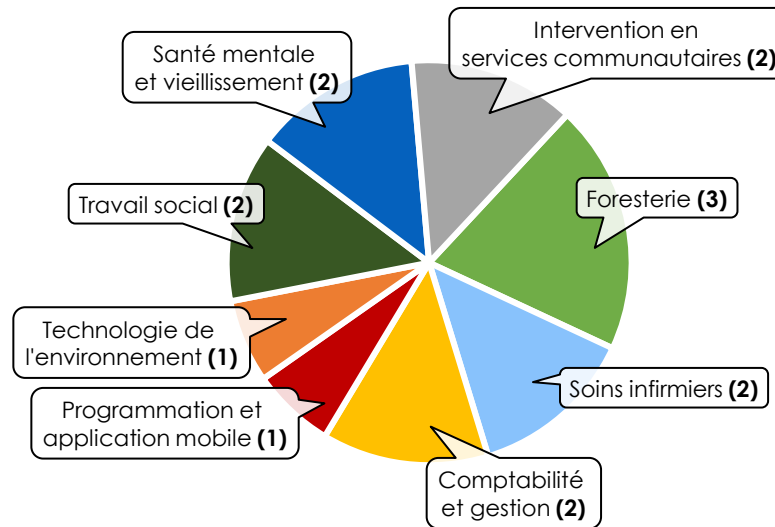 Intervention en
services communautaires (2)
Foresterie (3)
Soins infirmiers (2)
Comptabilité
et gestion (2)
Programmation et
application mobile (1)
Technologie de
l'environnement (1)
Travail social (2)
Santé mentale
et vieillissement (2)